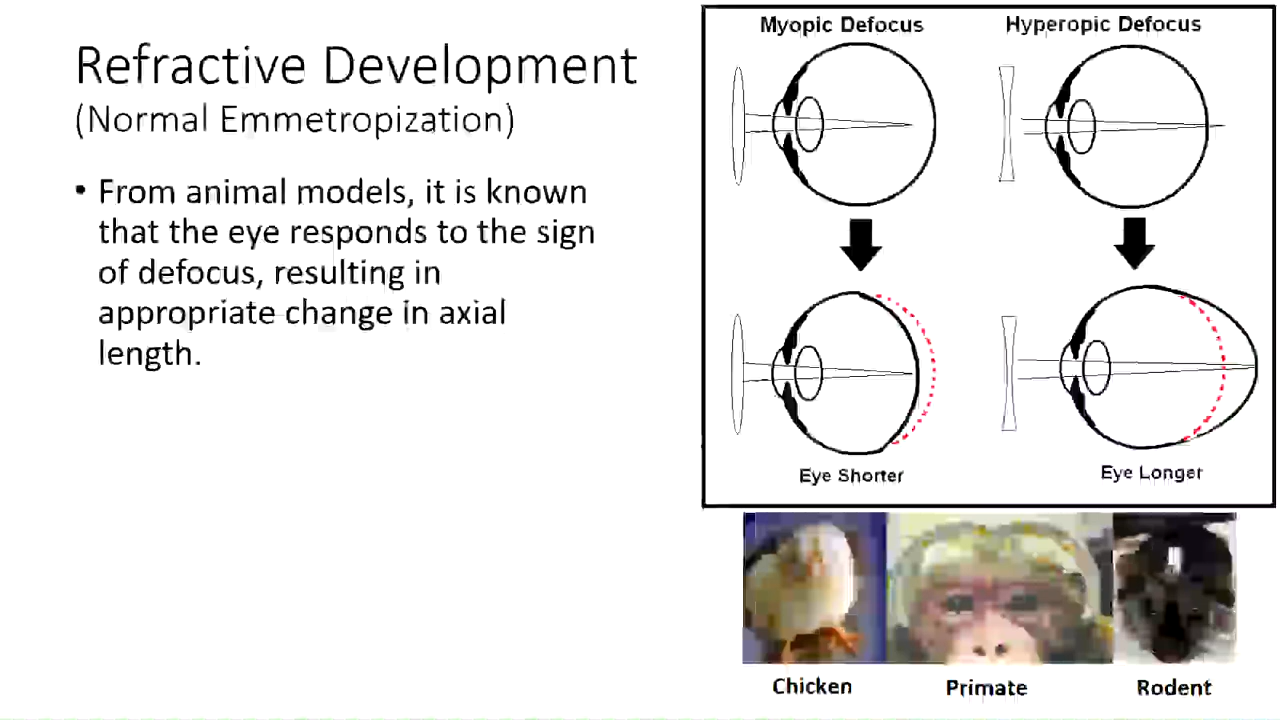 Refractive Development
(Normal Emmetropization)
• From animal models, it is known
that the eye responds to the sign
of defocus, resulting in
appropriate change in axial
length.
Myopic Defocus
Hyperopic Defocus
Eye Shorter
Eye Longer
Chicken
Primate
Rodent